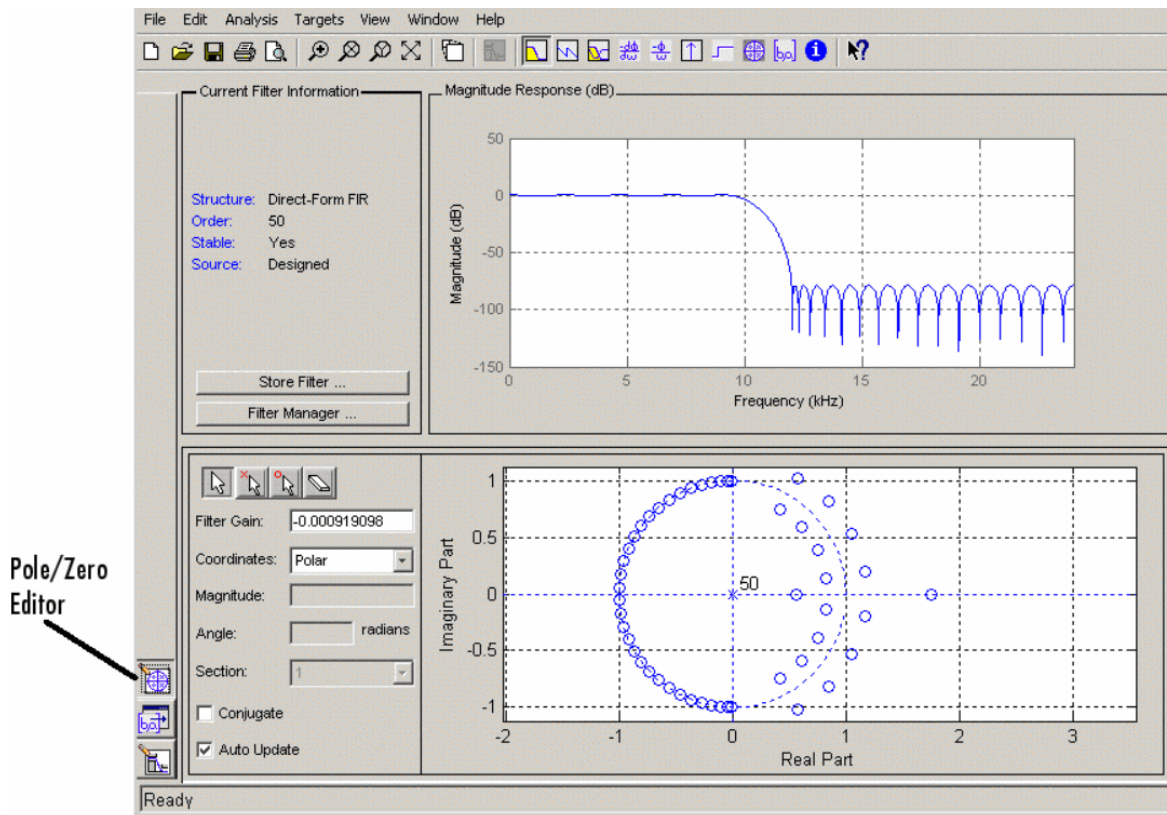 File Edit Analysis Targets View Window Help
Current Filter Information
Structure: Direct-Form FIR
Order: 50
Stable: Yes
Source: Designed
Store Filter ...
Filter Manager ...
Magnitude Response (dB)
Magnitude (dB)
50
0
-50
-100
-150
0 5 10 15 20
Frequency (kHz)
Filter Gain: -0.000919098
Coordinates: Polar
Magnitude:
Angle: radians
Section: 1
Conjugate
Auto Update
Imaginary Part
1
0.5
0
-0.5
-1
50
-2 -1 0 1 2 3
Real Part
Pole/Zero
Editor
Ready